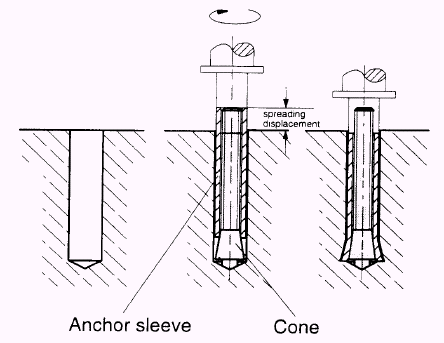 spreading
displacement
Anchor sleeve
Cone